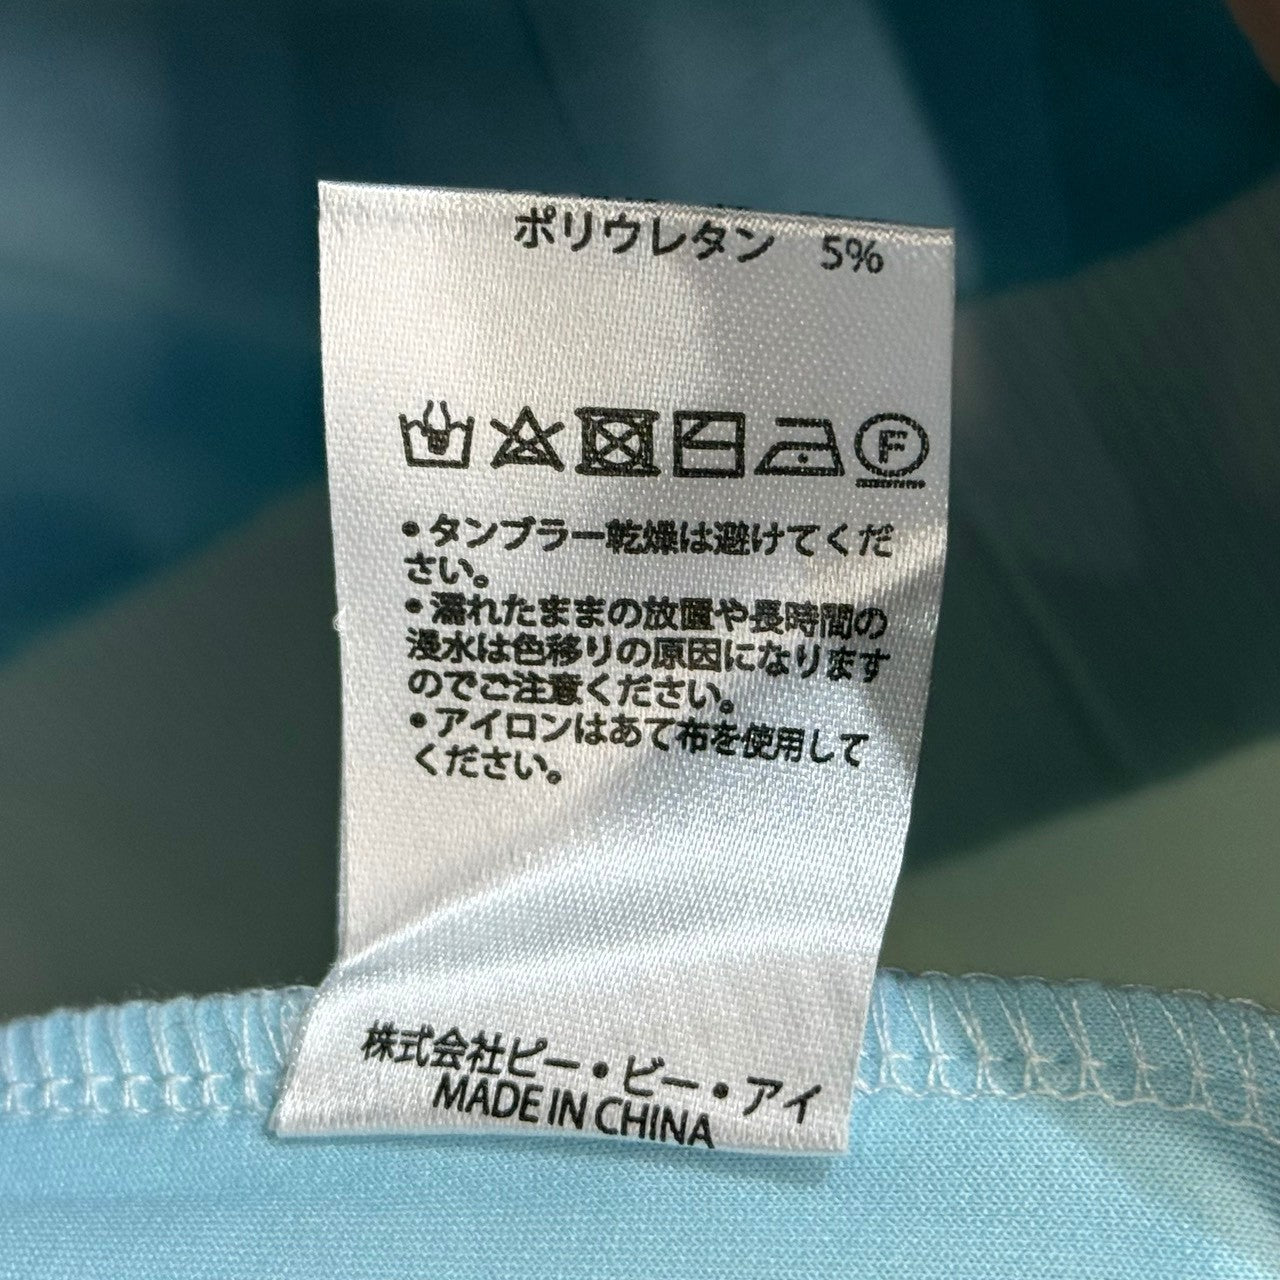 ポリウレタン 5%
F
•タンブラー乾燥は避けてくだ
さい。
•濡れたままの放置や長時間の
浸水は色移りの原因になります
のでご注意ください。
•アイロンはあて布を使用して
ください。
株式会社ピー・ビー・アイ
MADE IN CHINA